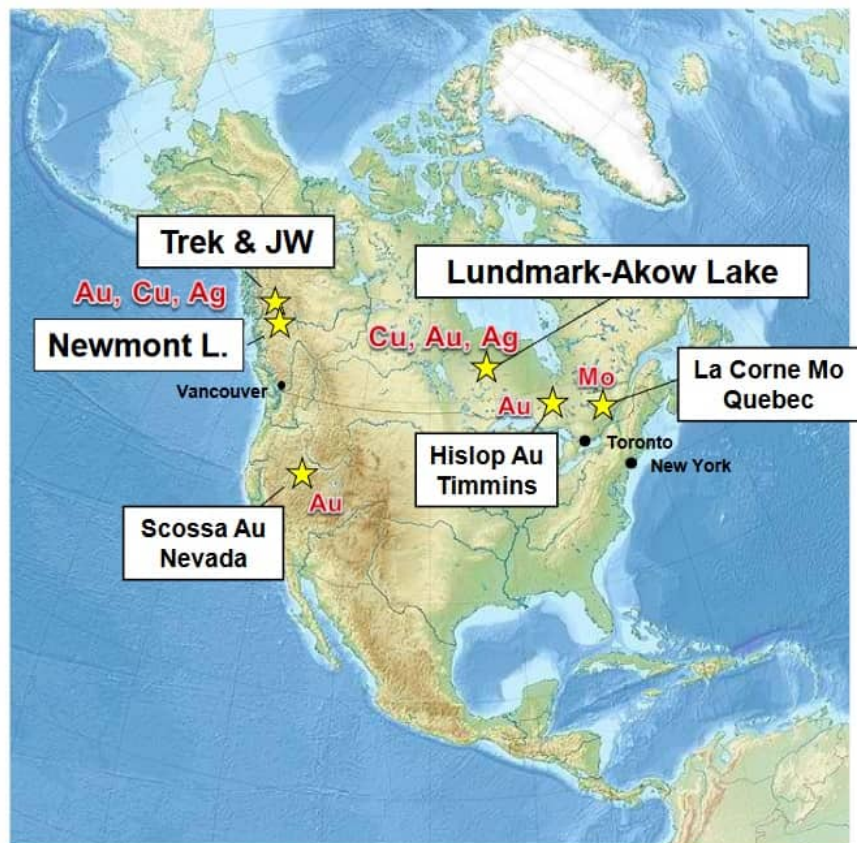 Trek & JW
Au, Cu, Ag
Newmont L.
Vancouver
Lundmark-Akow Lake
Cu, Au, Ag
Mo
La Corne Mo
Quebec
Au
Hislop Au
Timmins
Toronto
New York
Scossa Au
Nevada
Au